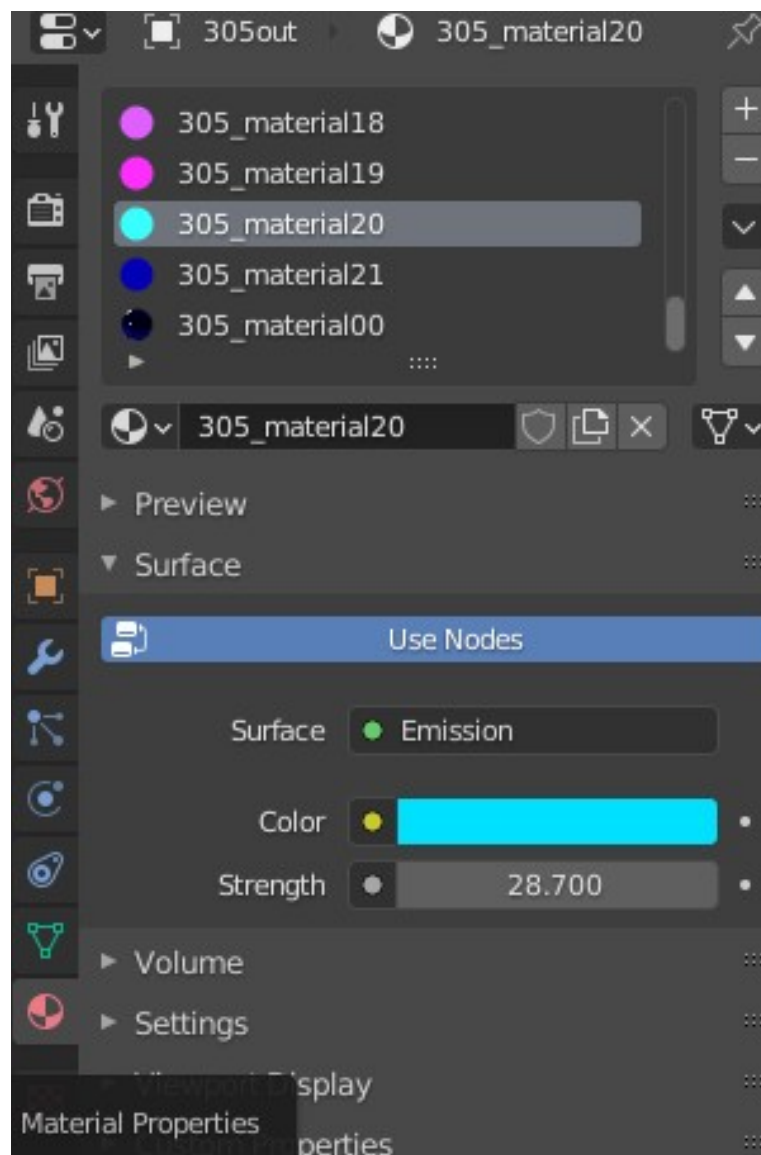 305out 305_material20
305_material18
305_material19
305_material20
305_material21
305_material00
305_material20
Preview
Surface
Use Nodes
Surface Emission
Color
Strength 28.700
Volume
Settings
Viewport Display
Material Properties
Custom Properties